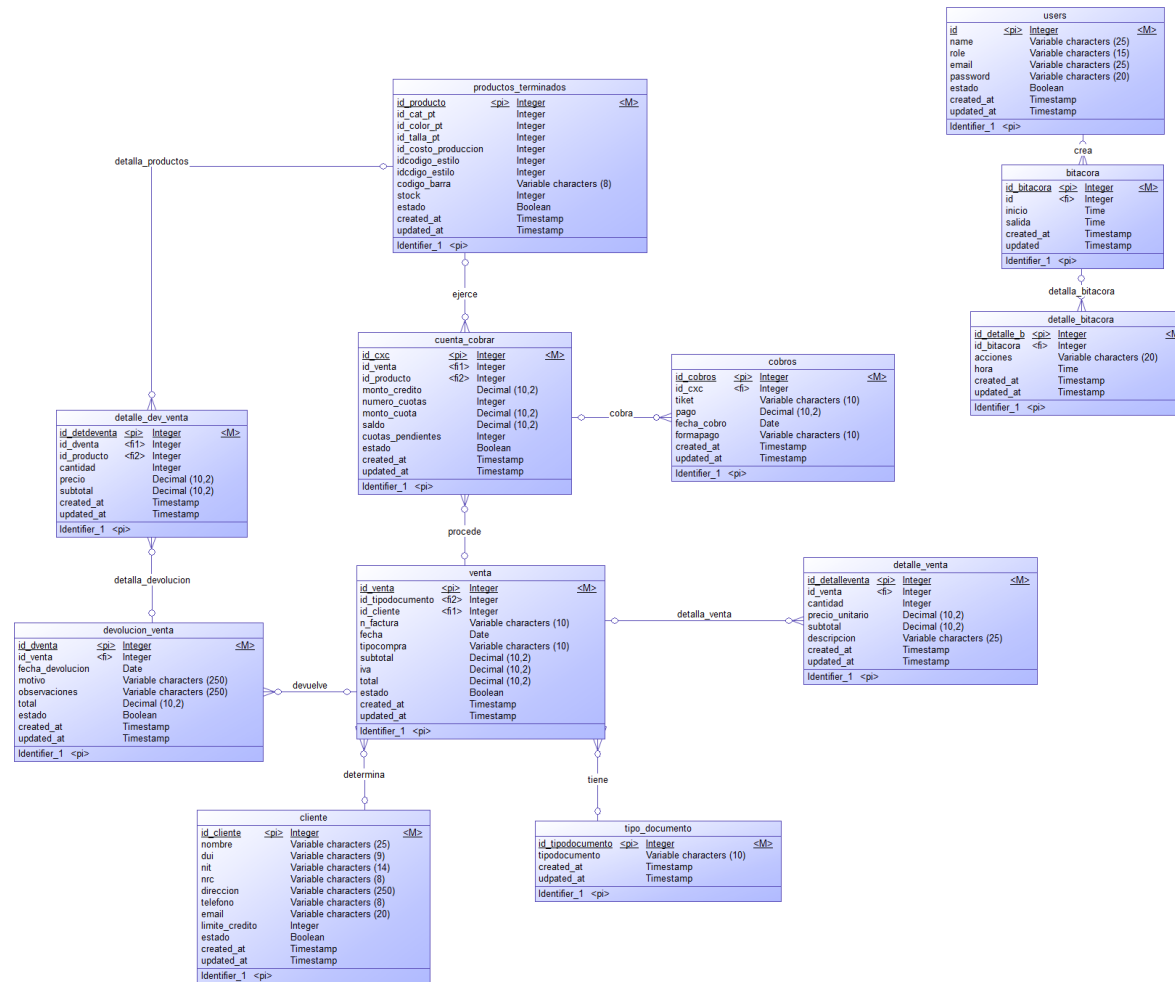 users
id <pi> Integer <M>
name Variable characters (25)
role Variable characters (15)
email Variable characters (25)
password Variable characters (20)
estado Boolean
created_at Timestamp
updated_at Timestamp
Identifier_1 <pi>
crea
productos_terminados
id_producto <pi> Integer <M>
id_cat_pt Integer
id_color_pt Integer
id_talla_pt Integer
id_costo_produccion Integer
idcodigo_estilo Integer
idcdigo_estilo Integer
codigo_barra Variable characters (8)
stock Integer
estado Boolean
created_at Timestamp
updated_at Timestamp
Identifier_1 <pi>
detalla_productos
bitacora
id_bitacora <pi> Integer <M>
id <fi> Integer
inicio Time
salida Time
created_at Timestamp
updated Timestamp
Identifier_1 <pi>
detalla_bitacora
ejerce
detalle_bitacora
id_detalle_b <pi> Integer <M
id_bitacora <fi> Integer
acciones Variable characters (20)
hora Time
created_at Timestamp
updated_at Timestamp
Identifier_1 <pi>
cuenta_cobrar
id_cxc <pi> Integer <M>
id_venta <fi1> Integer
id_producto <fi2> Integer
monto_credito Decimal (10,2)
numero_cuotas Integer
monto_cuota Decimal (10,2)
saldo Decimal (10,2)
cuotas_pendientes Integer
estado Boolean
created_at Timestamp
updated_at Timestamp
Identifier_1 <pi>
cobra
cobros
id_cobros <pi> Integer <M>
id_cxc <fi> Integer
tiket Variable characters (10)
pago Decimal (10,2)
fecha_cobro Date
formapago Variable characters (10)
created_at Timestamp
updated_at Timestamp
Identifier_1 <pi>
detalle_dev_venta
id_detdeventa <pi> Integer <M>
id_dventa <fi1> Integer
id_producto <fi2> Integer
cantidad Integer
precio Decimal (10,2)
subtotal Decimal (10,2)
created_at Timestamp
updated_at Timestamp
Identifier_1 <pi>
procede
detalla_devolucion
venta
id_venta <pi> Integer <M>
id_tipodocumento <fi2> Integer
id_cliente <fi1> Integer
n_factura Variable characters (10)
fecha Date
tipocompra Variable characters (10)
subtotal Decimal (10,2)
iva Decimal (10,2)
total Decimal (10,2)
estado Boolean
created_at Timestamp
updated_at Timestamp
Identifier_1 <pi>
detalla_venta
detalle_venta
id_detalleventa <pi> Integer <M>
id_venta <fi> Integer
cantidad Integer
precio_unitario Decimal (10,2)
subtotal Decimal (10,2)
descripcion Variable characters (25)
created_at Timestamp
updated_at Timestamp
Identifier_1 <pi>
devolucion_venta
id_dventa <pi> Integer <M>
id_venta <fi> Integer
fecha_devolucion Date
motivo Variable characters (250)
observaciones Variable characters (250)
total Decimal (10,2)
estado Boolean
created_at Timestamp
updated_at Timestamp
Identifier_1 <pi>
devuelve
determina
tiene
cliente
id_cliente <pi> Integer <M>
nombre Variable characters (25)
dui Variable characters (9)
nit Variable characters (14)
nrc Variable characters (8)
direccion Variable characters (250)
telefono Variable characters (8)
email Variable characters (20)
limite_credito Integer
estado Boolean
created_at Timestamp
updated_at Timestamp
Identifier_1 <pi>
tipo_documento
id_tipodocumento <pi> Integer <M>
tipodocumento Variable characters (10)
created_at Timestamp
udpated_at Timestamp
Identifier_1 <pi>